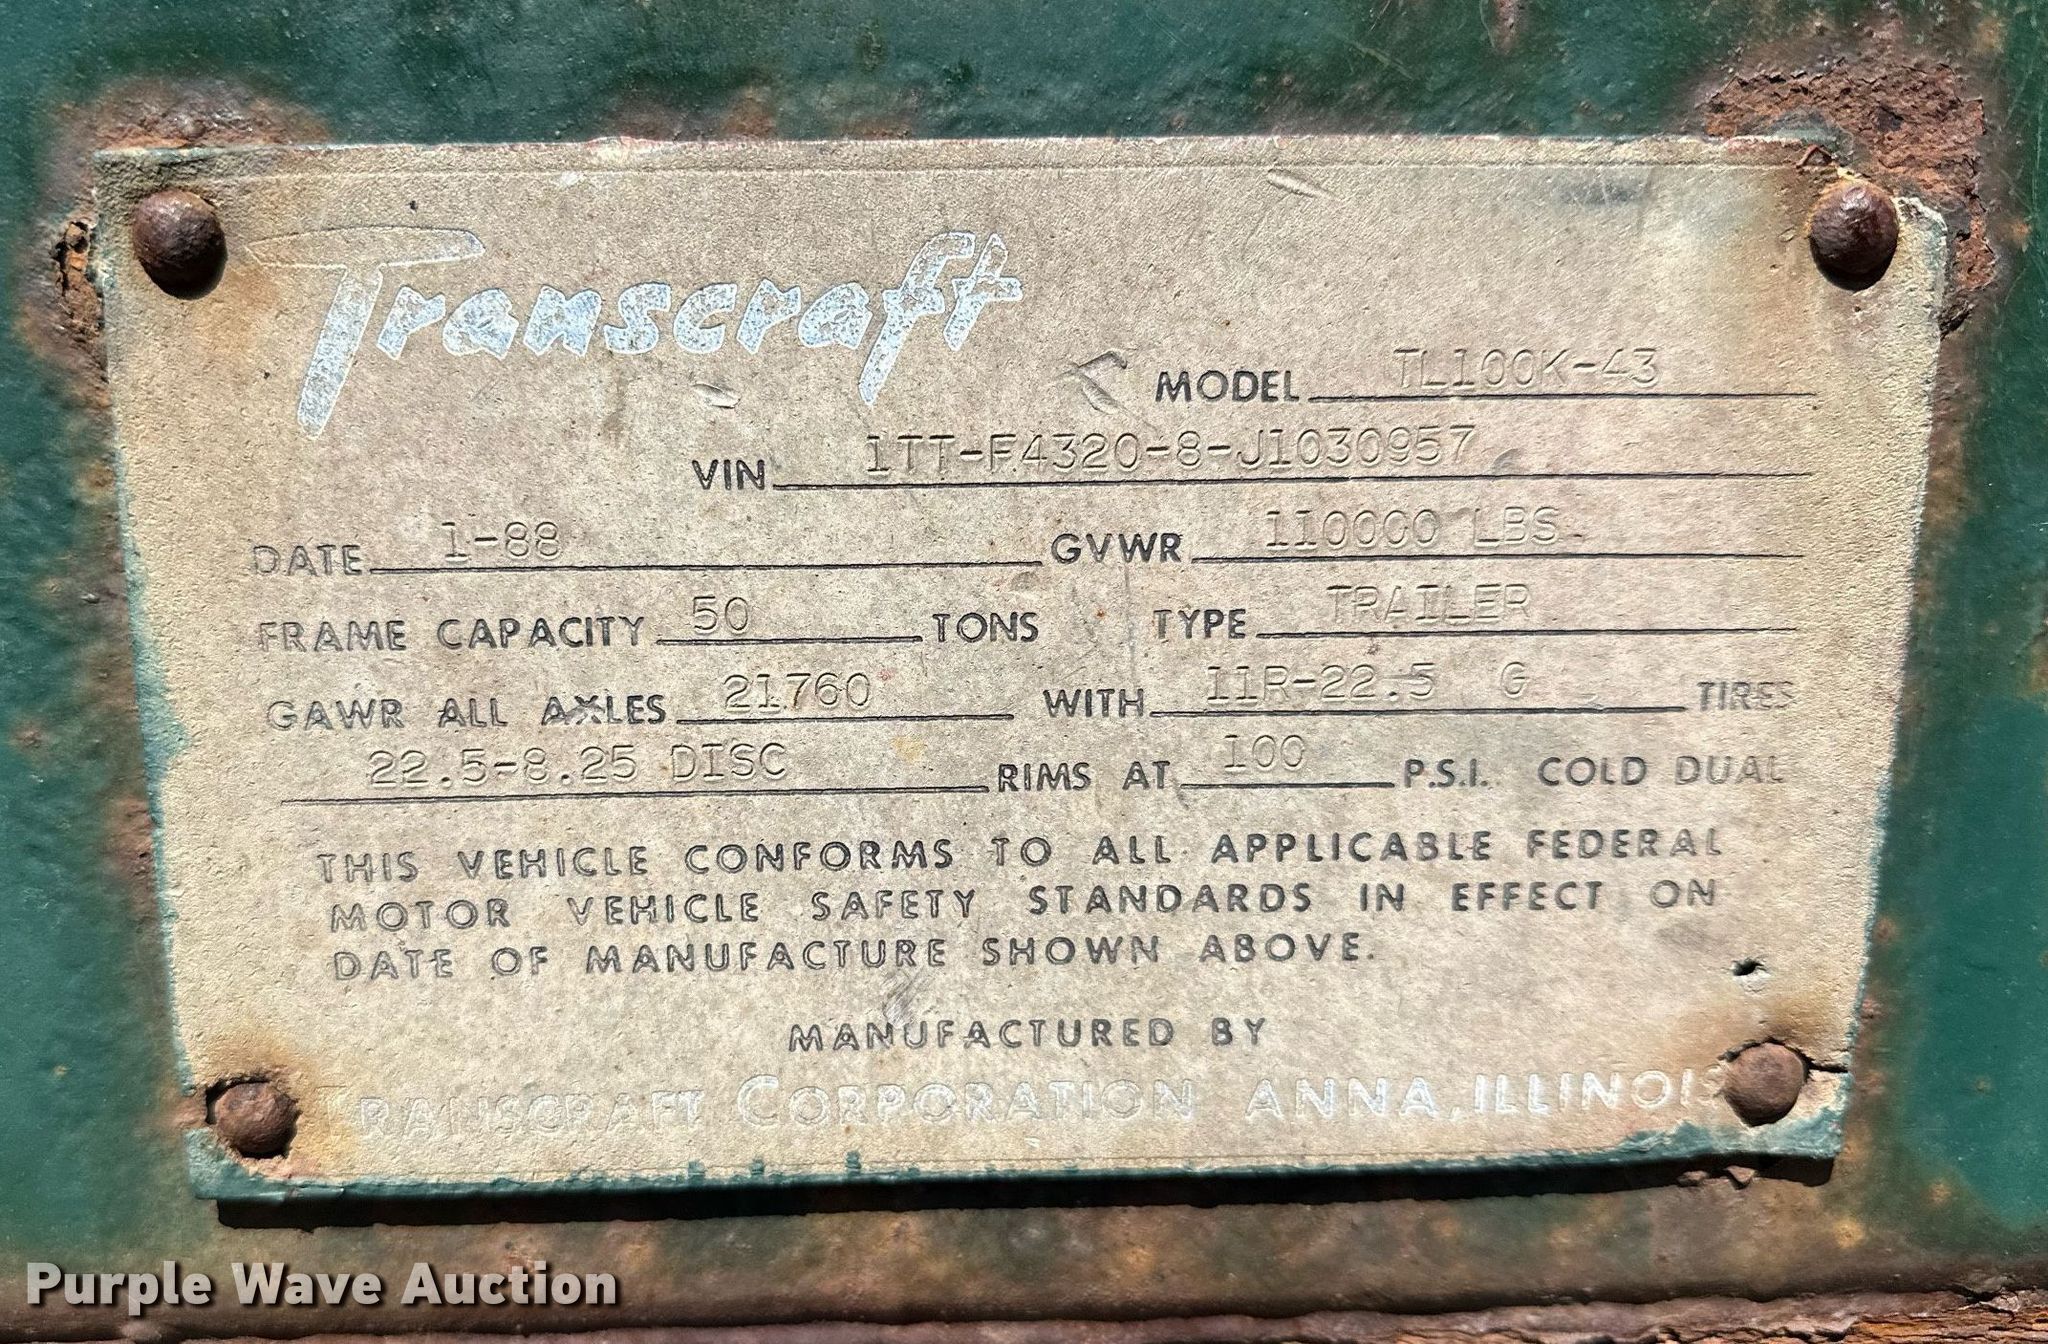 Transcraft
MODEL TL100K-43
VIN 1TT-F4320-8-J1030957
DATE 1-88 GVWR 110000 LBS
FRAME CAPACITY 50 TONS TYPE TRAILER
GAWR ALL AXLES 21760 WITH 11R-22.5 G TIRES
22.5-8.25 DISC RIMS AT 100 P.S.I. COLD DUAL
THIS VEHICLE CONFORMS TO ALL APPLICABLE FEDERAL
MOTOR VEHICLE SAFETY STANDARDS IN EFFECT ON
DATE OF MANUFACTURE SHOWN ABOVE.
MANUFACTURED BY
TRANSCRAFT CORPORATION ANNA, ILLINOIS
Purple Wave Auction